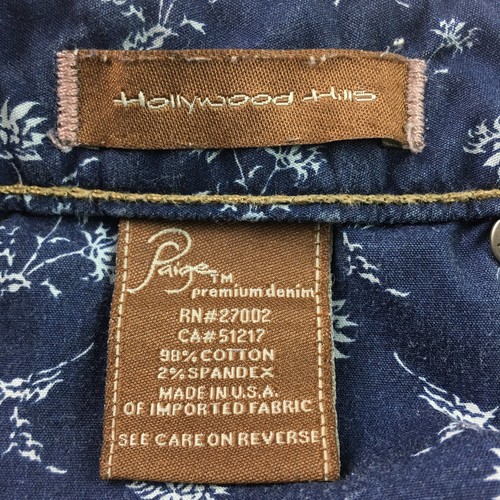 Hollywood Hills
Paige TM
premium denim
RN#27002
CA#51217
98% COTTON
2% SPANDEX
MADE IN U.S.A.
OF IMPORTED FABRIC
SEE CARE ON REVERSE